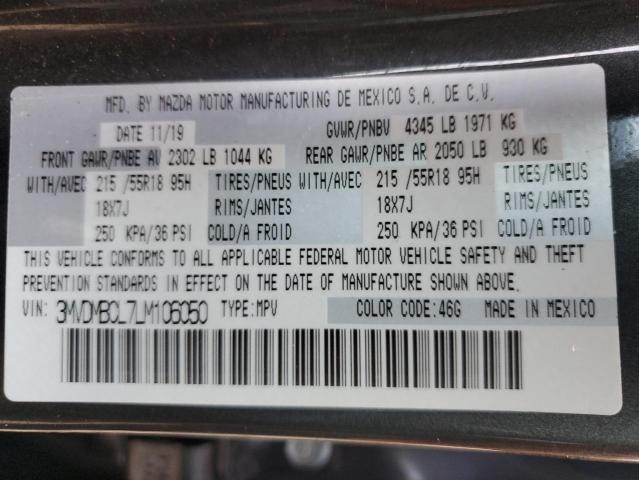 MFD. BY MAZDA MOTOR MANUFACTURING DE MEXICO S.A. DE C.V.
DATE 11/19 GVWR/PNBV 4345 LB 1971 KG
FRONT GAWR/PNBE AV 2302 LB 1044 KG REAR GAWR/PNBE AR 2050 LB 930 KG
WITH/AVEC 215 /55R18 95H TIRES/PNEUS WITH/AVEC 215 /55R18 95H TIRES/PNEUS
18X7J RIMS/JANTES 18X7J RIMS/JANTES
250 KPA/36 PSI COLD/A FROID 250 KPA/36 PSI COLD/A FROID
THIS VEHICLE CONFORMS TO ALL APPLICABLE FEDERAL MOTOR VEHICLE SAFETY AND THEFT
PREVENTION STANDARDS IN EFFECT ON THE DATE OF MANUFACTURE SHOWN ABOVE.
VIN: 3MVDMBCL7LM106050 TYPE:MPV COLOR CODE:46G MADE IN MEXICO